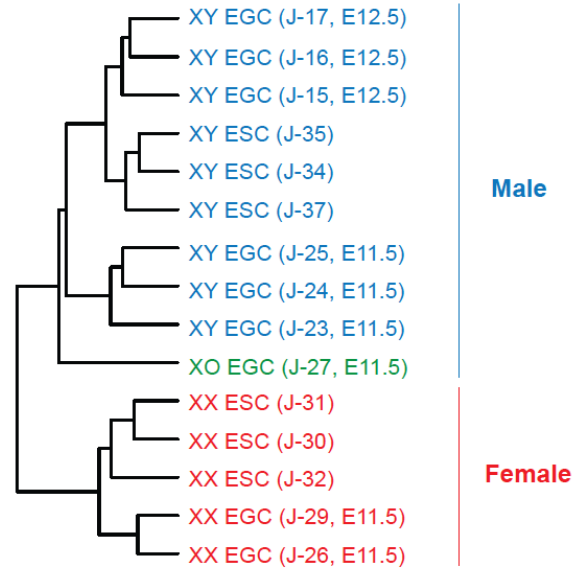 XY EGC (J-17, E12.5)
XY EGC (J-16, E12.5)
XY EGC (J-15, E12.5)
XY ESC (J-35)
XY ESC (J-34)
XY ESC (J-37)
XY EGC (J-25, E11.5)
XY EGC (J-24, E11.5)
XY EGC (J-23, E11.5)
XO EGC (J-27, E11.5)
Male
XX ESC (J-31)
XX ESC (J-30)
XX ESC (J-32)
XX EGC (J-29, E11.5)
XX EGC (J-26, E11.5)
Female